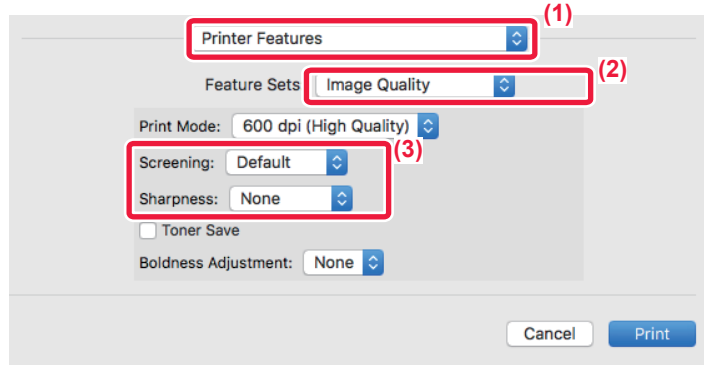 (1)
Printer Features
(2)
Feature Sets Image Quality
Print Mode: 600 dpi (High Quality)
(3)
Screening: Default
Sharpness: None
Toner Save
Boldness Adjustment: None
Cancel Print